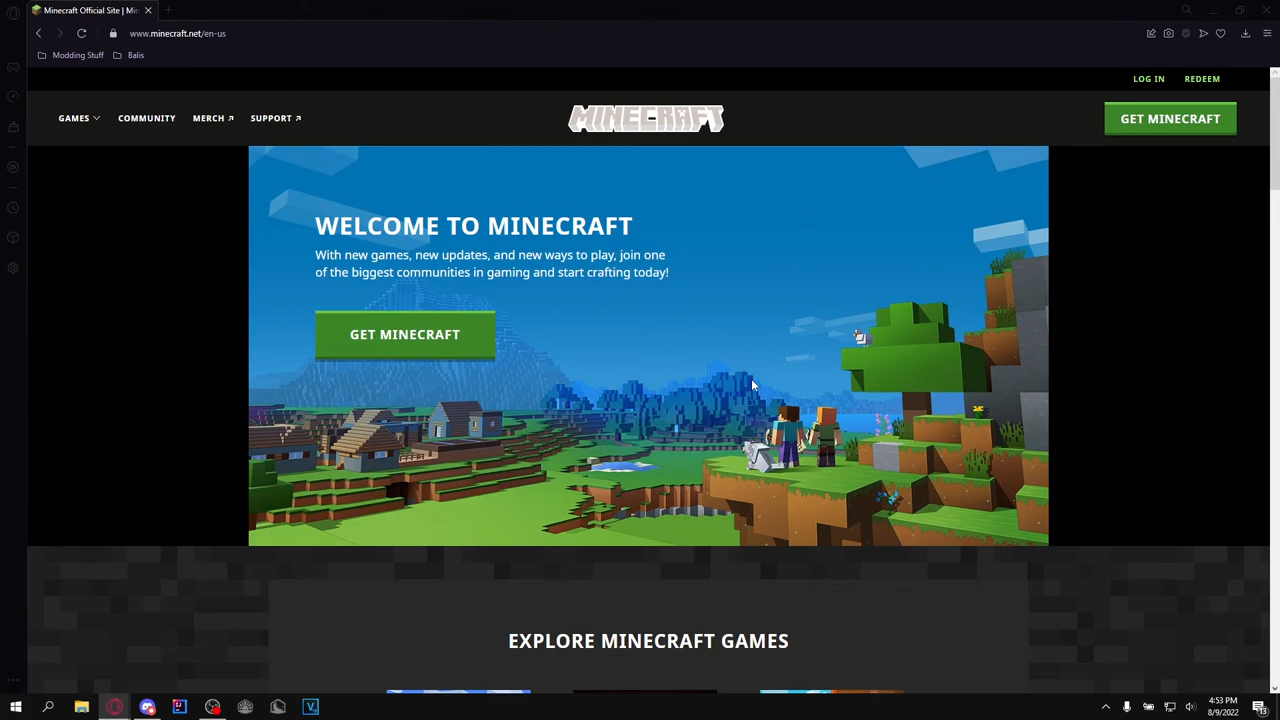 Minecraft Official Site | Min
www.minecraft.net/en-us
Modding Stuff
Balis
LOG IN
REDEEM
GAMES
COMMUNITY
MERCH
SUPPORT
MINECRAFT
GET MINECRAFT
WELCOME TO MINECRAFT
With new games, new updates, and new ways to play, join one
of the biggest communities in gaming and start crafting today!
GET MINECRAFT
EXPLORE MINECRAFT GAMES
4:53 PM
8/9/2022
13